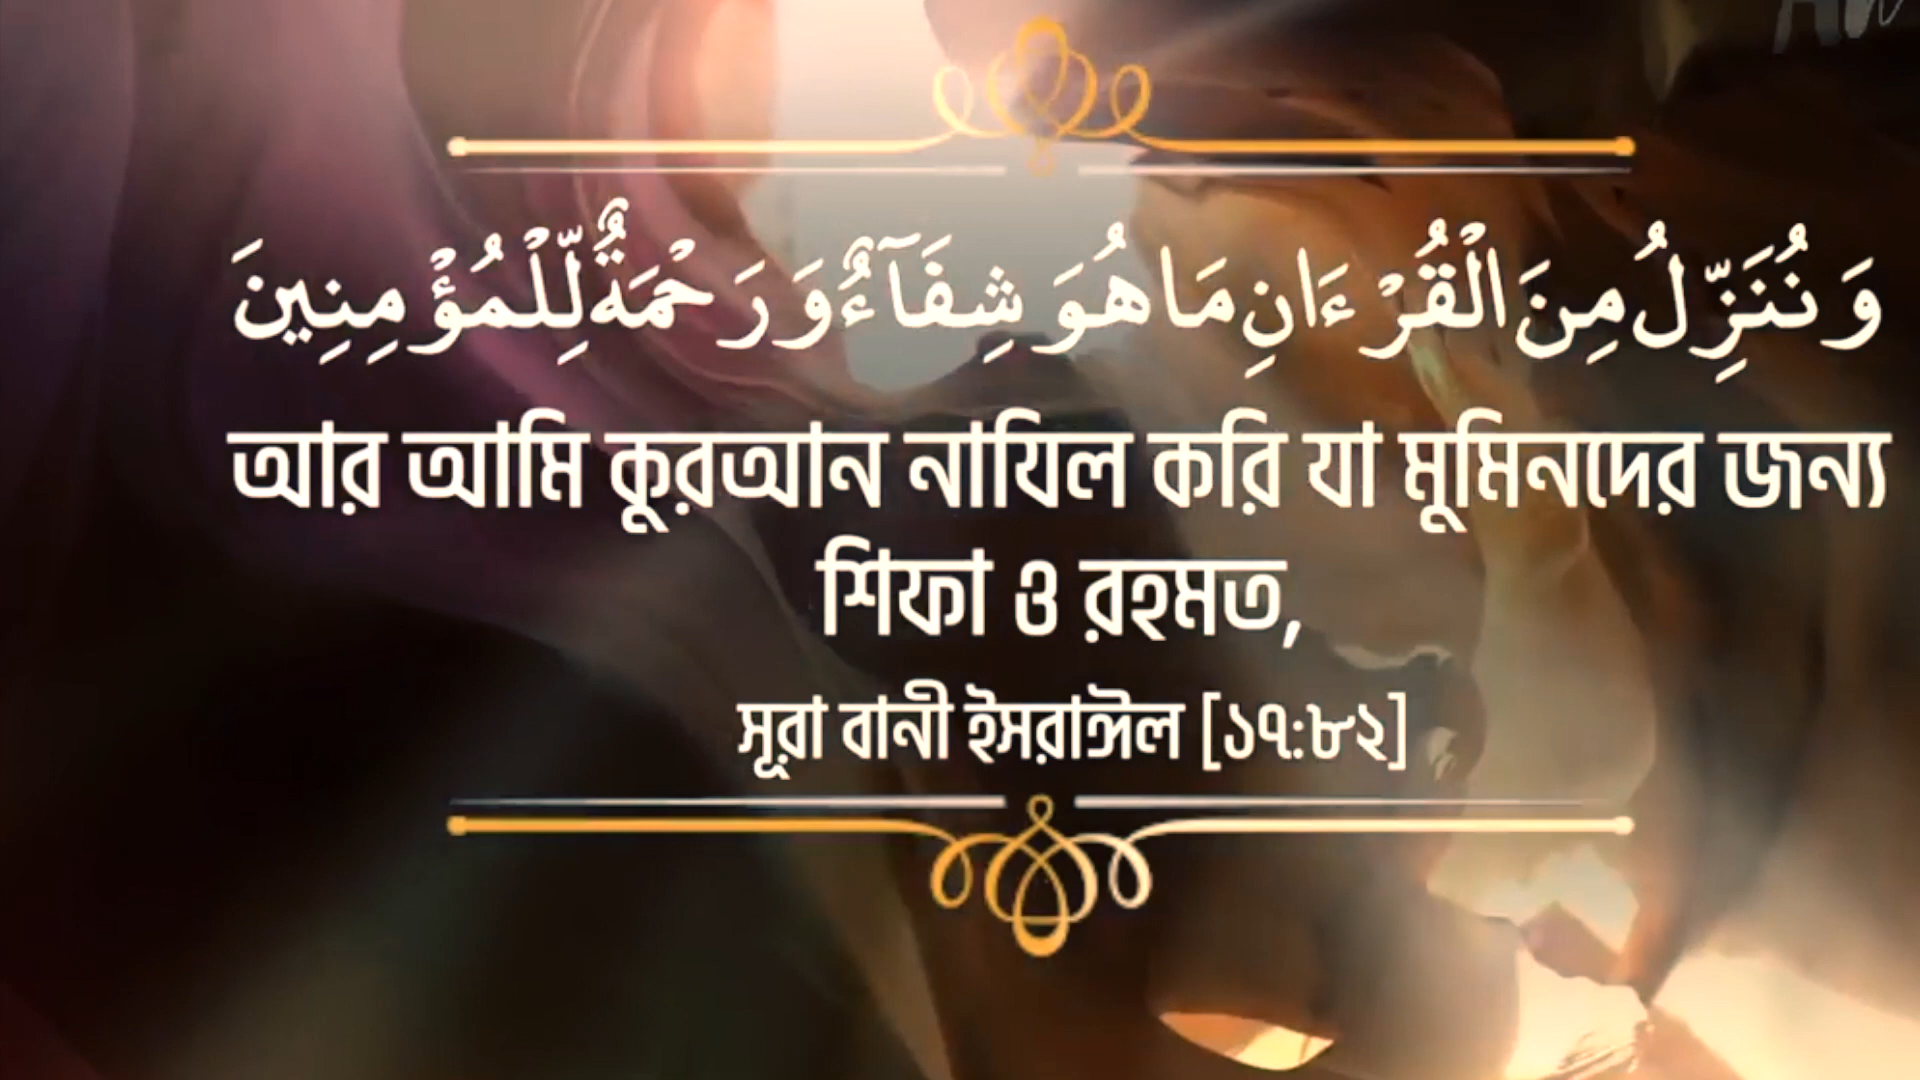 وَنُنَزِّلُ مِنَ الْقُرْءَانِ مَا هُوَ شِفَآءٌ وَرَحْمَةٌ لِّلْمُؤْمِنِينَ
আর আমি কুরআন নাযিল করি যা মুমিনদের জন্য
শিফা ও রহমত,
সূরা বানী ইসরাঈল [১৭:৮২]